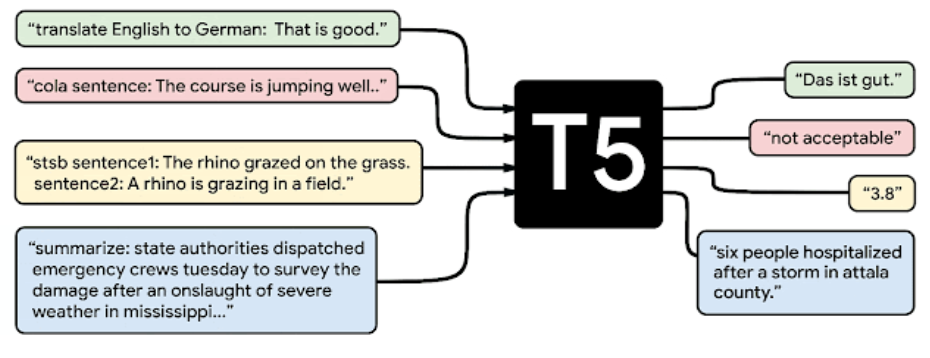 “translate English to German: That is good.”
“cola sentence: The course is jumping well..”
“stsb sentence1: The rhino grazed on the grass.
sentence2: A rhino is grazing in a field.”
“summarize: state authorities dispatched
emergency crews tuesday to survey the
damage after an onslaught of severe
weather in mississippi...”
T5
“Das ist gut.”
“not acceptable”
“3.8”
“six people hospitalized
after a storm in attala
county.”